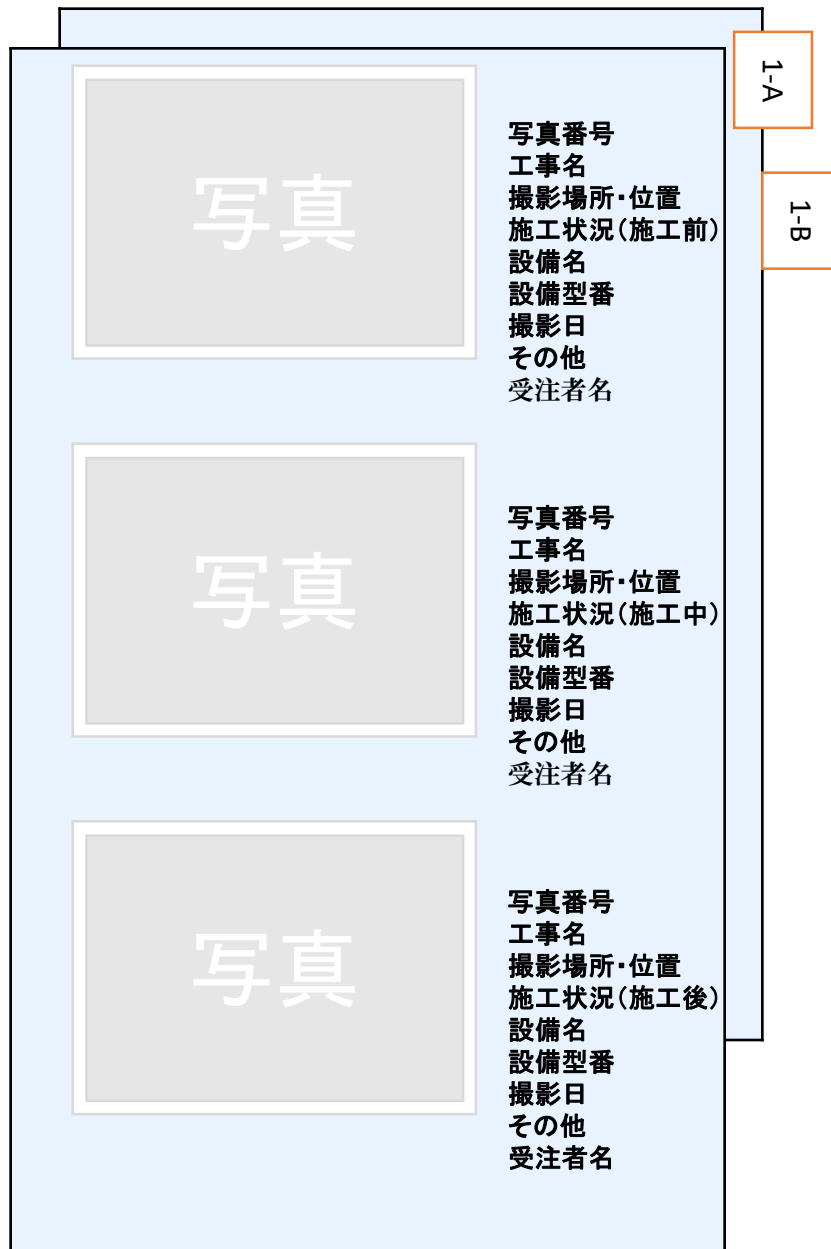 1-A
1-B
写真
写真番号
工事名
撮影場所・位置
施工状況(施工前)
設備名
設備型番
撮影日
その他
受注者名
写真
写真番号
工事名
撮影場所・位置
施工状況(施工中)
設備名
設備型番
撮影日
その他
受注者名
写真
写真番号
工事名
撮影場所・位置
施工状況(施工後)
設備名
設備型番
撮影日
その他
受注者名